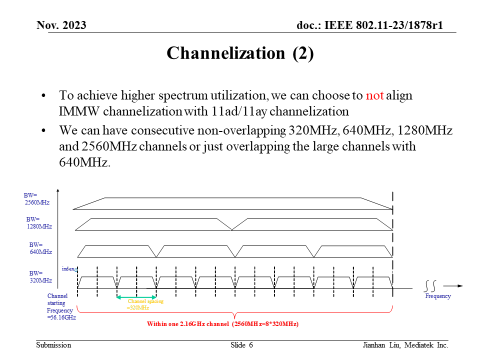 Nov. 2023
doc.: IEEE 802.11-23/1878r1
Channelization (2)
• To achieve higher spectrum utilization, we can choose to not align
IMMW channelization with 11ad/11ay channelization
• We can have consecutive non-overlapping 320MHz, 640MHz, 1280MHz
and 2560MHz channels or just overlapping the large channels with
640MHz.
BW=
2560MHz
BW=
1280MHz
BW=
640MHz
BW=
320MHz
index
Channel
starting
Frequency
=56.16GHz
Channel spacing
=320MHz
Frequency
Within one 2.16GHz channel (2560MHz=8*320MHz)
Submission
Slide 6
Jianhan Liu, Mediatek Inc.